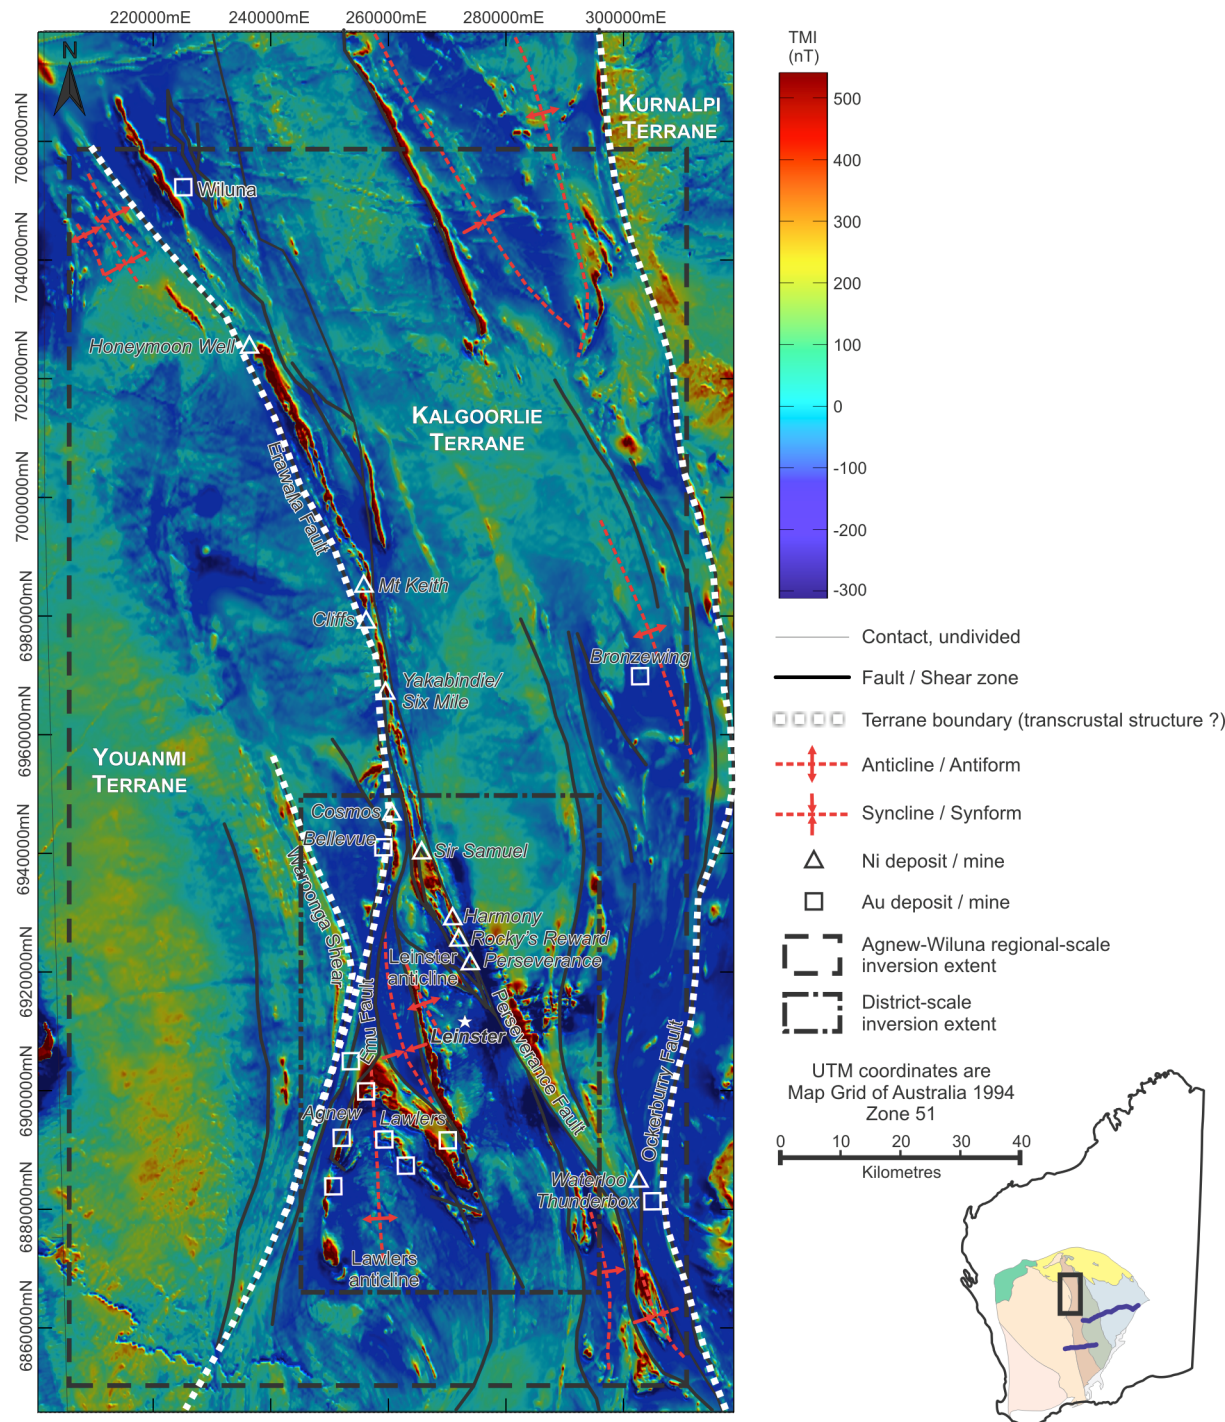 220000mE
240000mE
260000mE
280000mE
300000mE
7060000mN
7040000mN
7020000mN
7000000mN
6980000mN
6960000mN
6940000mN
6920000mN
6900000mN
6880000mN
6860000mN
N
KURNALPI
TERRANE
Wiluna
Honeymoon Well
KALGOORLIE
TERRANE
Erawalla Fault
Mt Keith
Cliffs
Bronzewing
Yakabindie/
Six Mile
YOUANMI
TERRANE
Cosmos
Bellevue
Sir Samuel
Waroonga Shear
Harmony
Rocky's Reward
Leinster
anticline
Perseverance
Emu Fault
Leinster
Perseverance Fault
Ockerburry Fault
Agnew
Lawlers
Waterloo
Thunderbox
Lawlers
anticline
TMI
(nT)
500
400
300
200
100
0
-100
-200
-300
Contact, undivided
Fault / Shear zone
Terrane boundary (transcrustal structure ?)
Anticline / Antiform
Syncline / Synform
Ni deposit / mine
Au deposit / mine
Agnew-Wiluna regional-scale
inversion extent
District-scale
inversion extent
UTM coordinates are
Map Grid of Australia 1994
Zone 51
0
10
20
30
40
Kilometres